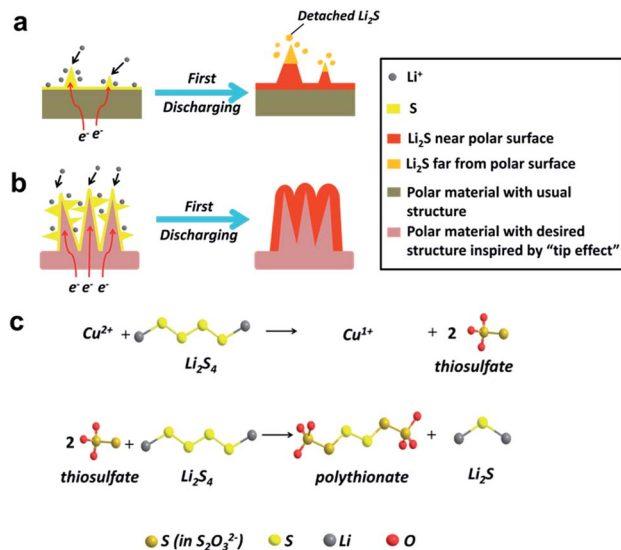 a
Detached Li₂S
First
Discharging
e⁻ e⁻
b
First
Discharging
e⁻ e⁻ e⁻
Li⁺
S
Li₂S near polar surface
Li₂S far from polar surface
Polar material with usual
structure
Polar material with desired
structure inspired by “tip effect”
c
Cu²⁺ + Li₂S₄ → Cu¹⁺ + 2 thiosulfate
2 thiosulfate + Li₂S₄ → polythionate + Li₂S
S (in S₂O₃²⁻) S Li O